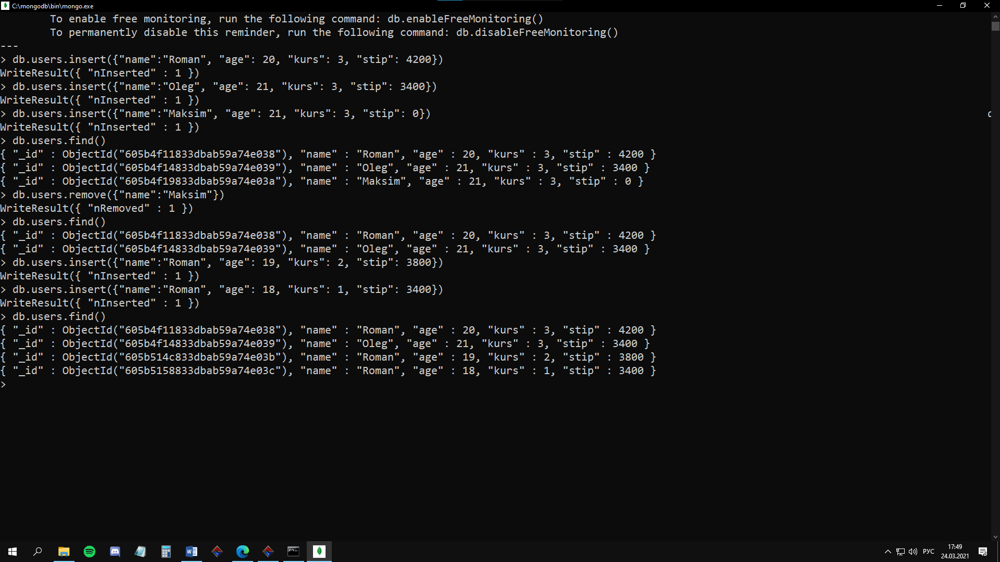 C:\mongodb\bin\mongo.exe
To enable free monitoring, run the following command: db.enableFreeMonitoring()
To permanently disable this reminder, run the following command: db.disableFreeMonitoring()
---
> db.users.insert({"name":"Roman", "age": 20, "kurs": 3, "stip": 4200})
WriteResult({ "nInserted" : 1 })
> db.users.insert({"name":"Oleg", "age": 21, "kurs": 3, "stip": 3400})
WriteResult({ "nInserted" : 1 })
> db.users.insert({"name":"Maksim", "age": 21, "kurs": 3, "stip": 0})
WriteResult({ "nInserted" : 1 })
> db.users.find()
{ "_id" : ObjectId("605b4f11833dbab59a74e038"), "name" : "Roman", "age" : 20, "kurs" : 3, "stip" : 4200 }
{ "_id" : ObjectId("605b4f14833dbab59a74e039"), "name" : "Oleg", "age" : 21, "kurs" : 3, "stip" : 3400 }
{ "_id" : ObjectId("605b4f19833dbab59a74e03a"), "name" : "Maksim", "age" : 21, "kurs" : 3, "stip" : 0 }
> db.users.remove({"name":"Maksim"})
WriteResult({ "nRemoved" : 1 })
> db.users.find()
{ "_id" : ObjectId("605b4f11833dbab59a74e038"), "name" : "Roman", "age" : 20, "kurs" : 3, "stip" : 4200 }
{ "_id" : ObjectId("605b4f14833dbab59a74e039"), "name" : "Oleg", "age" : 21, "kurs" : 3, "stip" : 3400 }
> db.users.insert({"name":"Roman", "age": 19, "kurs": 2, "stip": 3800})
WriteResult({ "nInserted" : 1 })
> db.users.insert({"name":"Roman", "age": 18, "kurs": 1, "stip": 3400})
WriteResult({ "nInserted" : 1 })
> db.users.find()
{ "_id" : ObjectId("605b4f11833dbab59a74e038"), "name" : "Roman", "age" : 20, "kurs" : 3, "stip" : 4200 }
{ "_id" : ObjectId("605b4f14833dbab59a74e039"), "name" : "Oleg", "age" : 21, "kurs" : 3, "stip" : 3400 }
{ "_id" : ObjectId("605b514c833dbab59a74e03b"), "name" : "Roman", "age" : 19, "kurs" : 2, "stip" : 3800 }
{ "_id" : ObjectId("605b5158833dbab59a74e03c"), "name" : "Roman", "age" : 18, "kurs" : 1, "stip" : 3400 }
>
РУС
17:49
24.03.2021